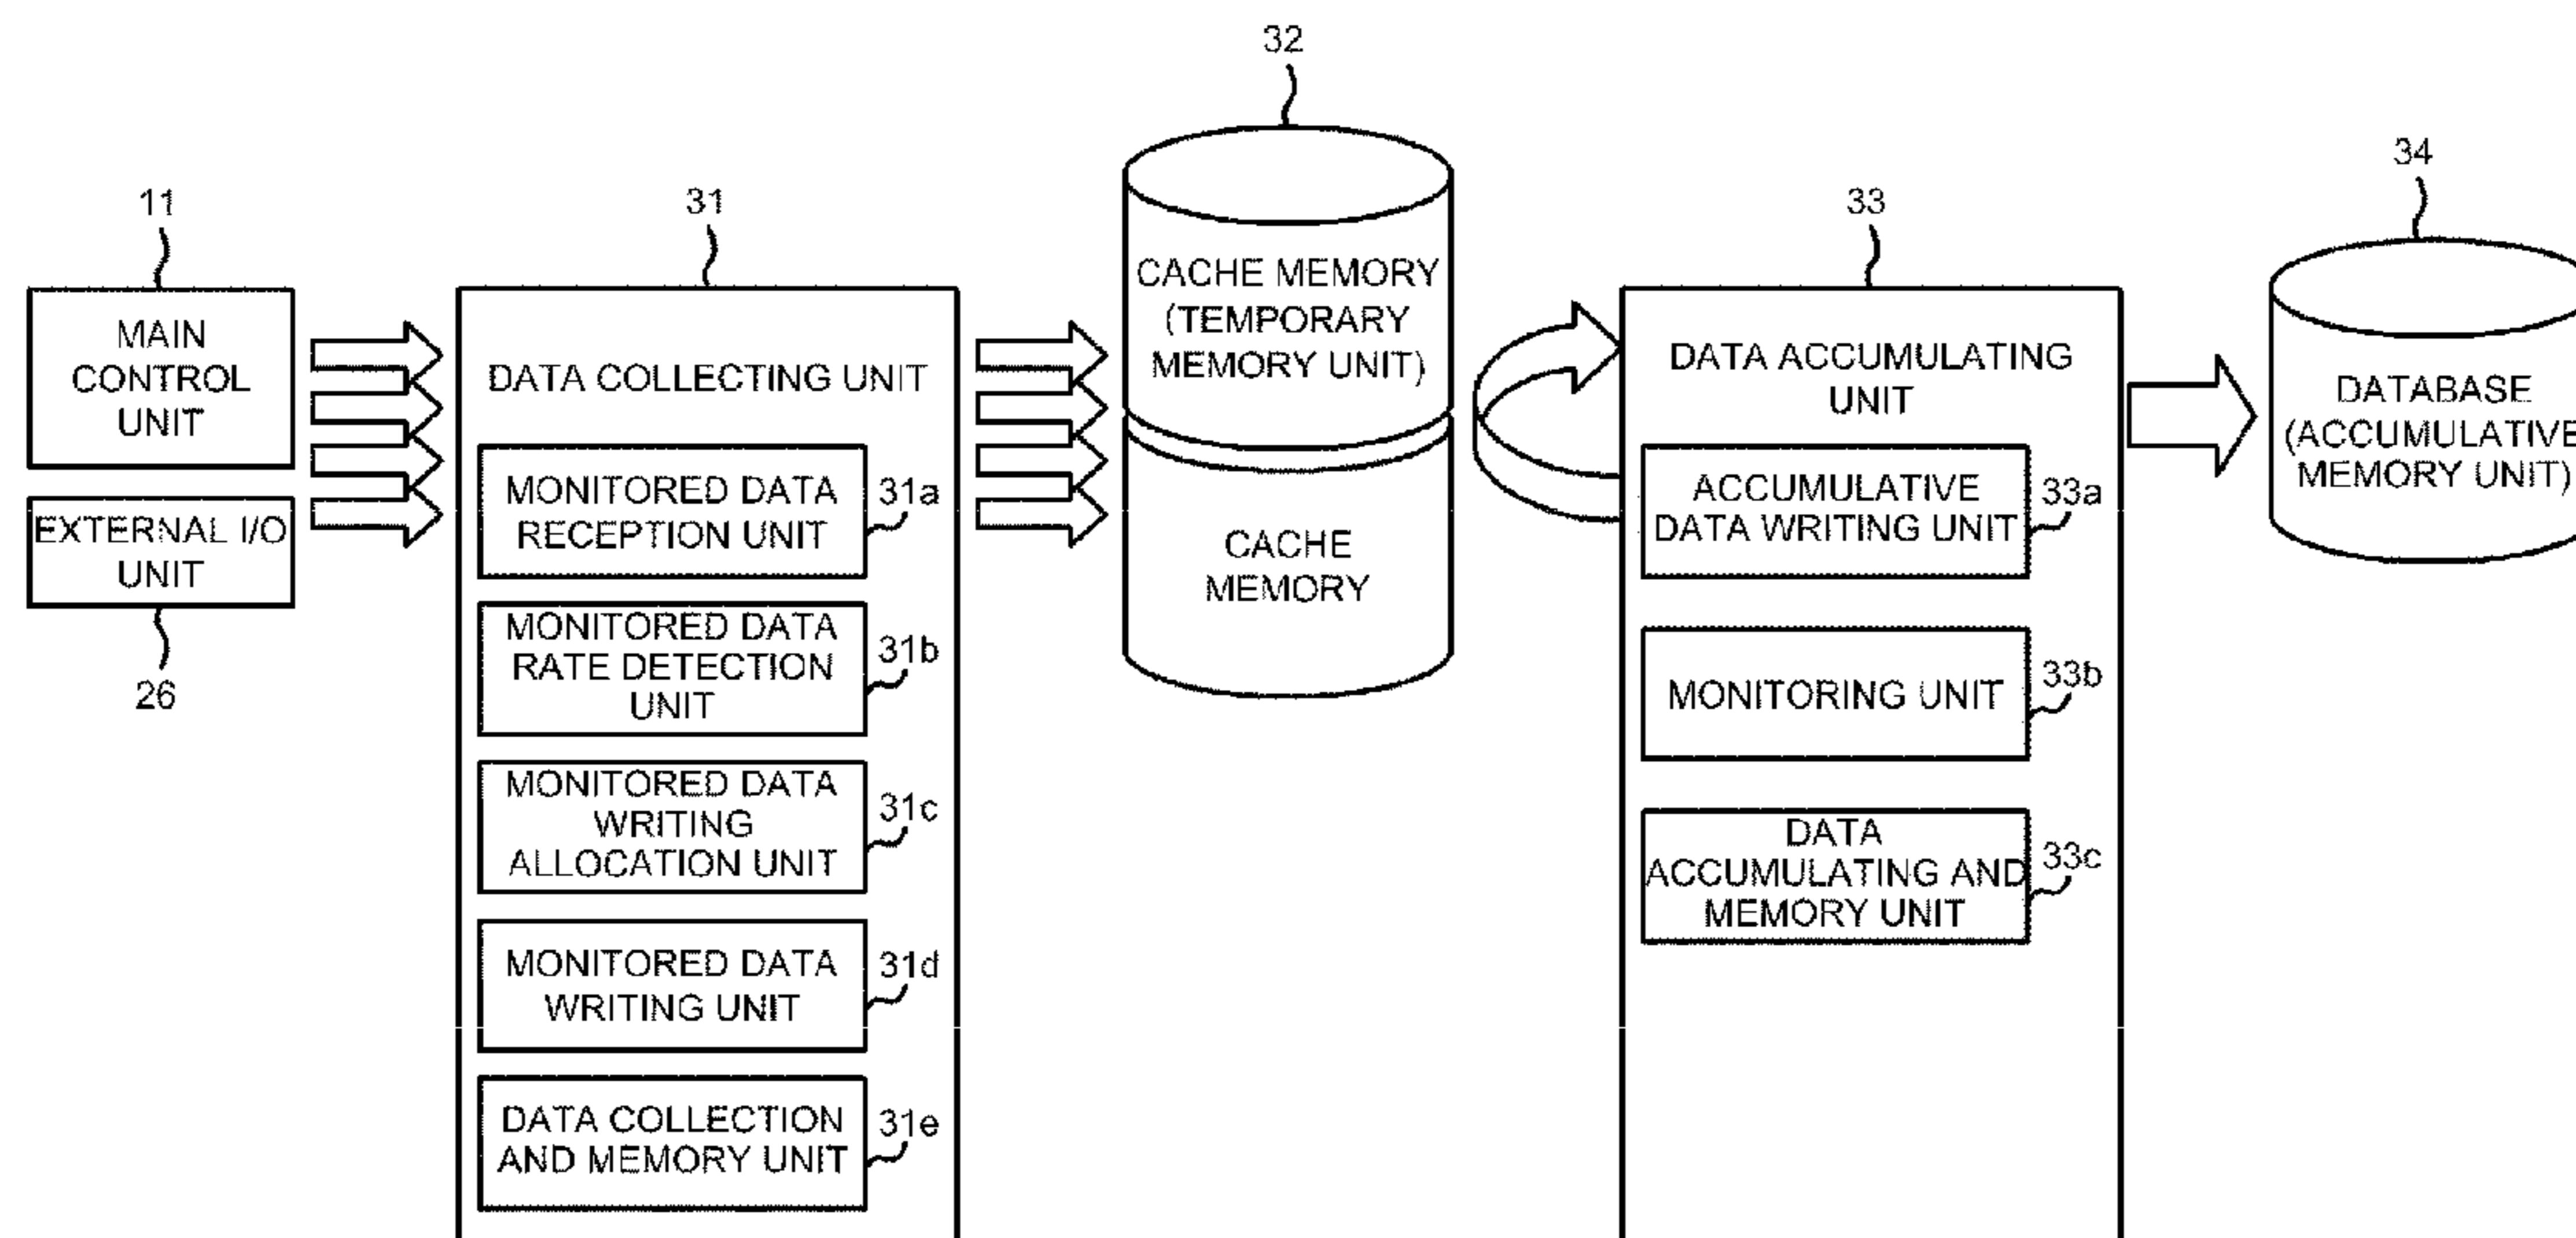 32
34
11
31
33
MAIN
CONTROL
UNIT
EXTERNAL I/O
UNIT
26
DATA COLLECTING UNIT
MONITORED DATA
RECEPTION UNIT
31a
MONITORED DATA
RATE DETECTION
UNIT
31b
MONITORED DATA
WRITING
ALLOCATION UNIT
31c
MONITORED DATA
WRITING UNIT
31d
DATA COLLECTION
AND MEMORY UNIT
31e
CACHE MEMORY
(TEMPORARY
MEMORY UNIT)
CACHE
MEMORY
DATA ACCUMULATING
UNIT
ACCUMULATIVE
DATA WRITING UNIT
33a
MONITORING UNIT
33b
DATA
ACCUMULATING AND
MEMORY UNIT
33c
DATABASE
(ACCUMULATIVE
MEMORY UNIT)